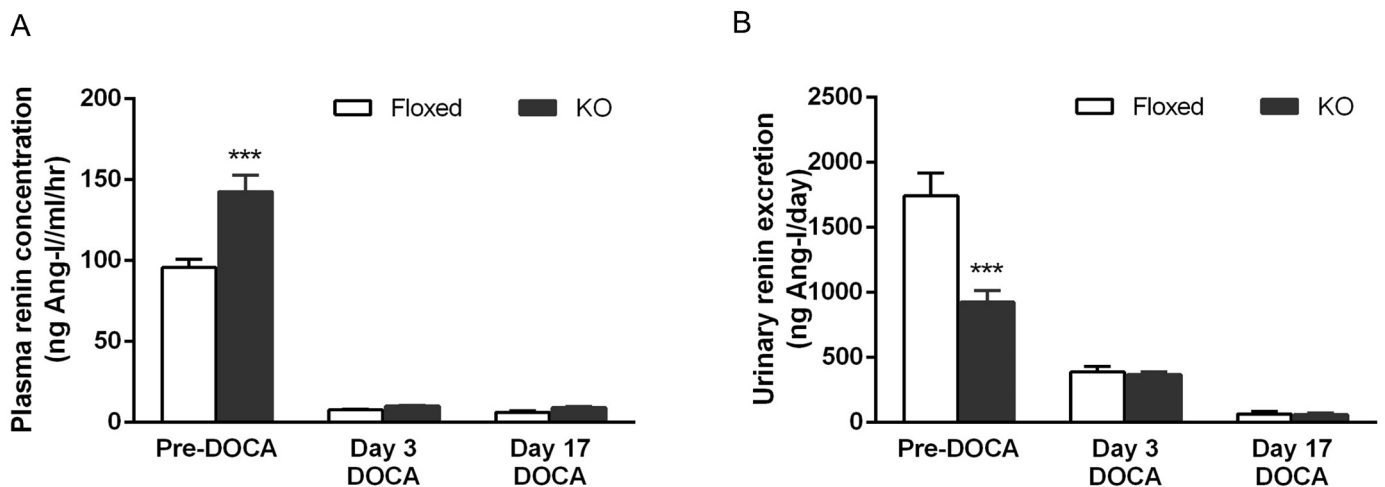 A
Plasma renin concentration
(ng Ang-I//ml/hr)
200
150
100
50
0
Floxed
KO
***
Pre-DOCA
Day 3
DOCA
Day 17
DOCA
B
Urinary renin excretion
(ng Ang-I/day)
2500
2000
1500
1000
500
0
Floxed
KO
***
Pre-DOCA
Day 3
DOCA
Day 17
DOCA